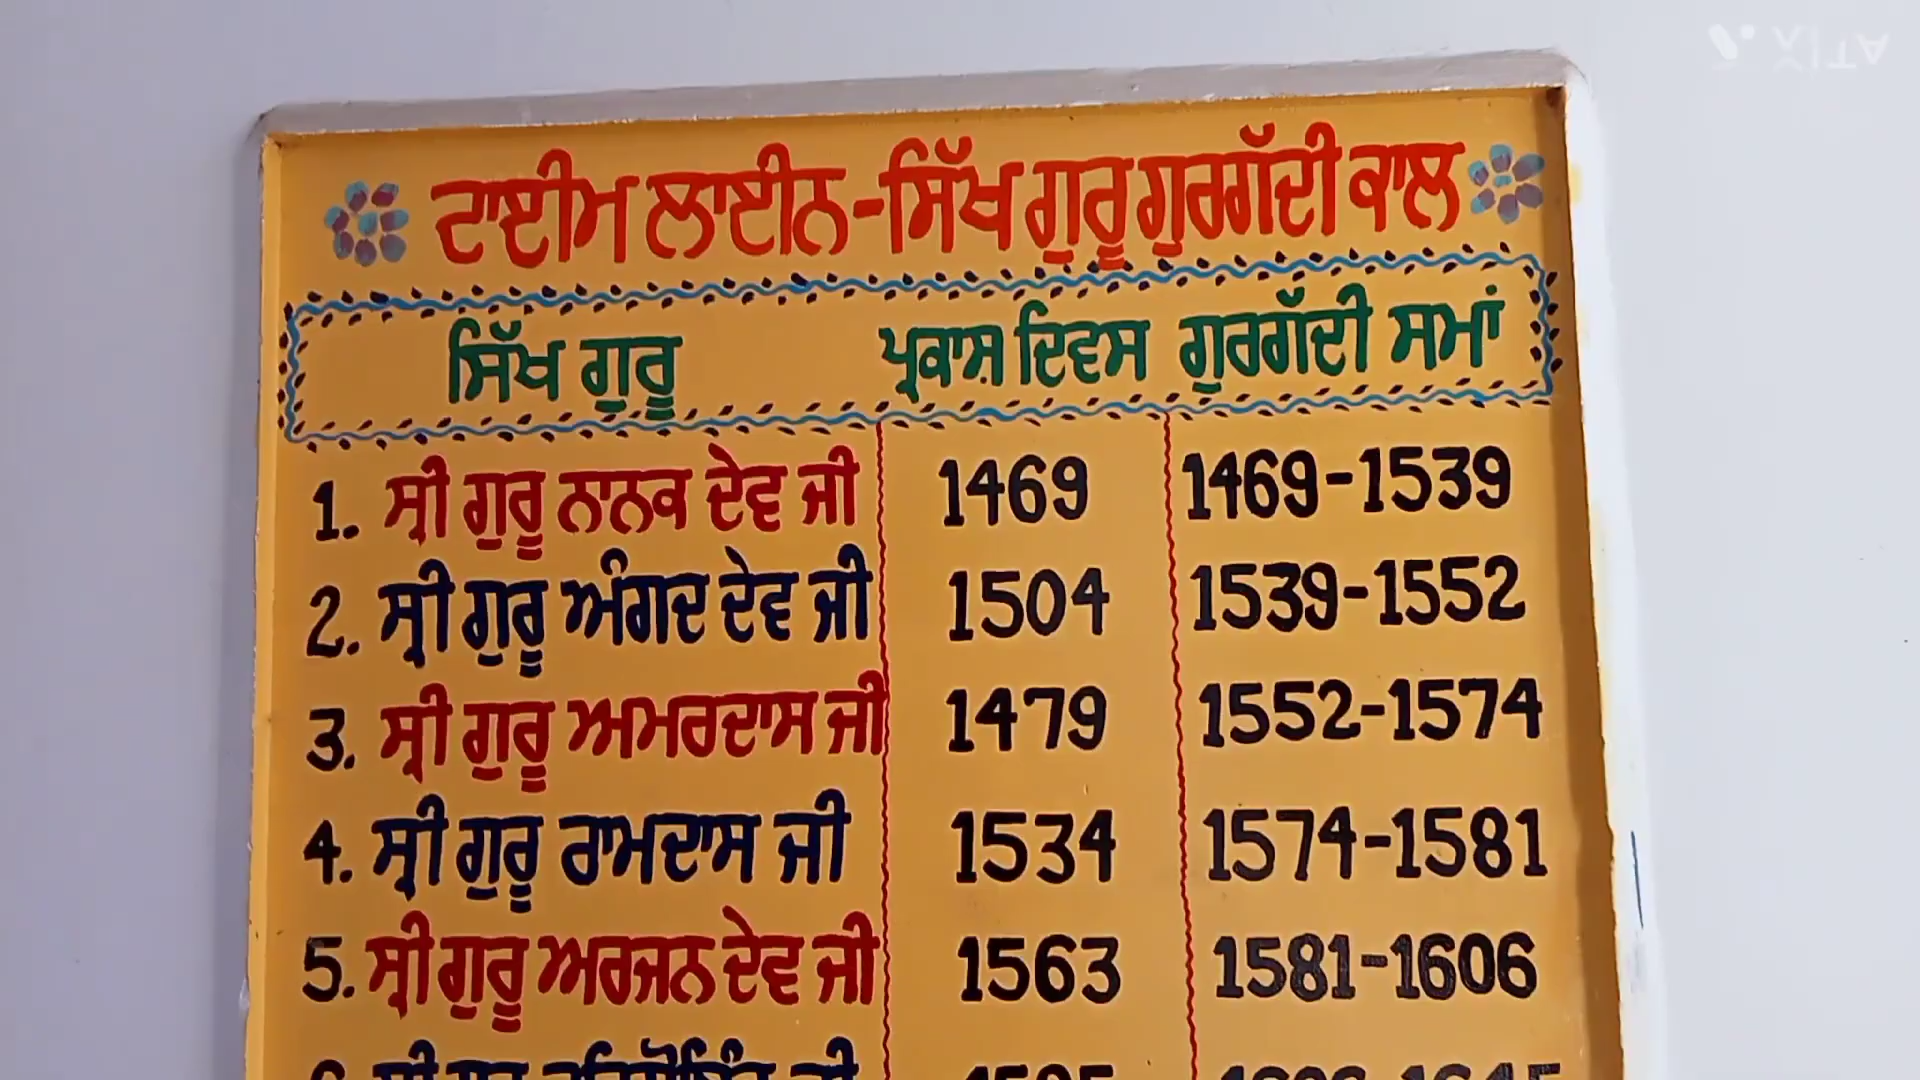 ਟਾਈਮ ਲਾਈਨ-ਸਿੱਖ ਗੁਰੂ ਗੁਰਗੱਦੀ ਕਾਲ
ਸਿੱਖ ਗੁਰੂ ਪ੍ਰਕਾਸ਼ ਦਿਵਸ ਗੁਰਗੱਦੀ ਸਮਾਂ
1. ਸ੍ਰੀ ਗੁਰੂ ਨਾਨਕ ਦੇਵ ਜੀ 1469 1469-1539
2. ਸ੍ਰੀ ਗੁਰੂ ਅੰਗਦ ਦੇਵ ਜੀ 1504 1539-1552
3. ਸ੍ਰੀ ਗੁਰੂ ਅਮਰਦਾਸ ਜੀ 1479 1552-1574
4. ਸ੍ਰੀ ਗੁਰੂ ਰਾਮਦਾਸ ਜੀ 1534 1574-1581
5. ਸ੍ਰੀ ਗੁਰੂ ਅਰਜਨ ਦੇਵ ਜੀ 1563 1581-1606